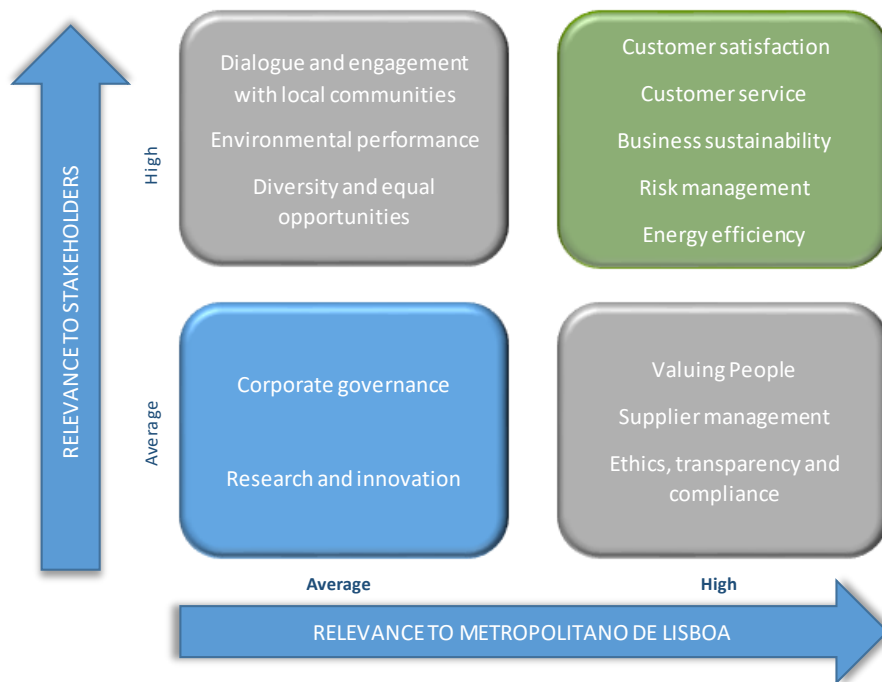 RELEVANCE TO STAKEHOLDERS
High
Dialogue and engagement
with local communities
Environmental performance
Diversity and equal
opportunities
Customer satisfaction
Customer service
Business sustainability
Risk management
Energy efficiency
Average
Corporate governance
Research and innovation
Valuing People
Supplier management
Ethics, transparency and
compliance
Average
High
RELEVANCE TO METROPOLITANO DE LISBOA